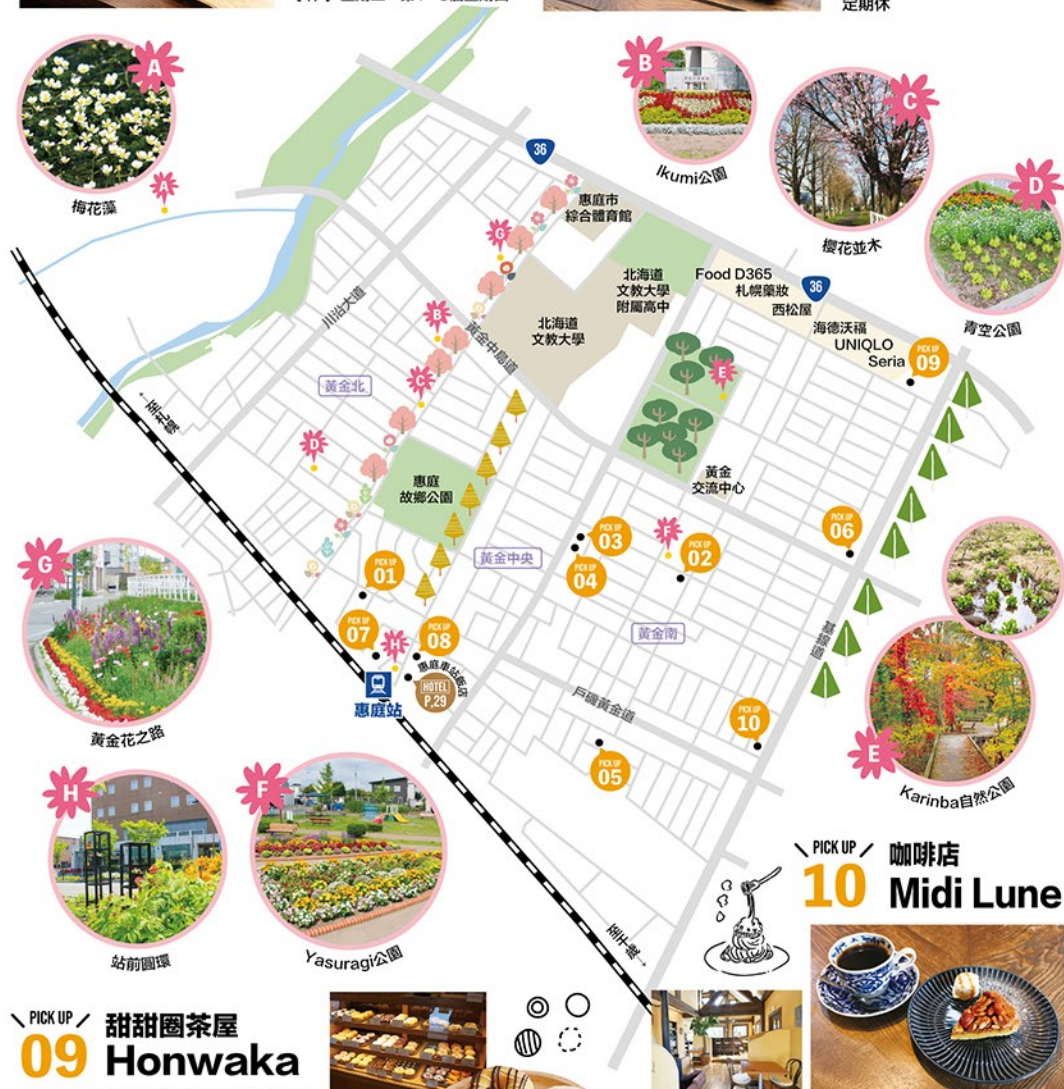 定期休
A
梅花藻
A
B
Ikumi公園
C
櫻花並木
D
青空公園
36
惠庭市
綜合體育館
G
北海道
文教大學
附屬高中
Food D365
札幌藥妝
西松屋
36
海德沃福
UNIQLO
Seria
PICK UP
09
川沿大道
B
黃金中島道
北海道
文教大學
黃金北
C
E
至札幌
D
惠庭
故鄉公園
黃金
交流中心
G
黃金花之路
PICK UP
01
黃金中央
PICK UP
03
PICK UP
04
F
PICK UP
02
PICK UP
06
黃金南
基線道
PICK UP
07
H
PICK UP
08
惠庭車站飯店
HOTEL
P.29
惠庭站
戶磯黃金道
PICK UP
10
PICK UP
05
E
Karinba自然公園
H
站前圓環
F
Yasuragi公園
至千歲
PICK UP
10
咖啡店
Midi Lune
PICK UP
09
甜甜圈茶屋
Honwaka